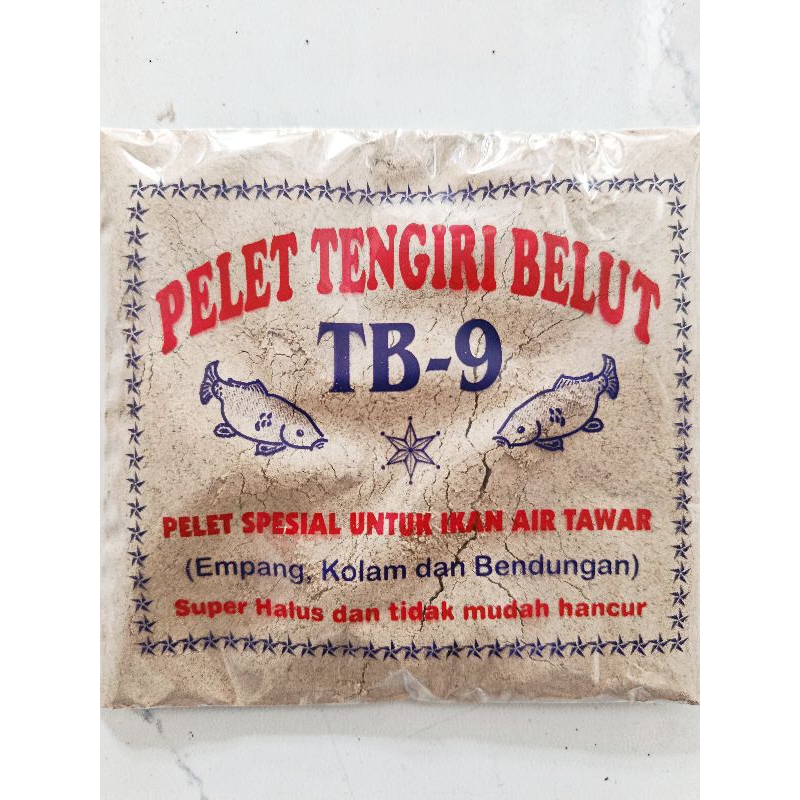 PELET TENGIRI BELUT
TB-9
PELET SPESIAL UNTUK IKAN AIR TAWAR
(Empang, Kolam dan Bendungan)
Super Halus dan tidak mudah hancur